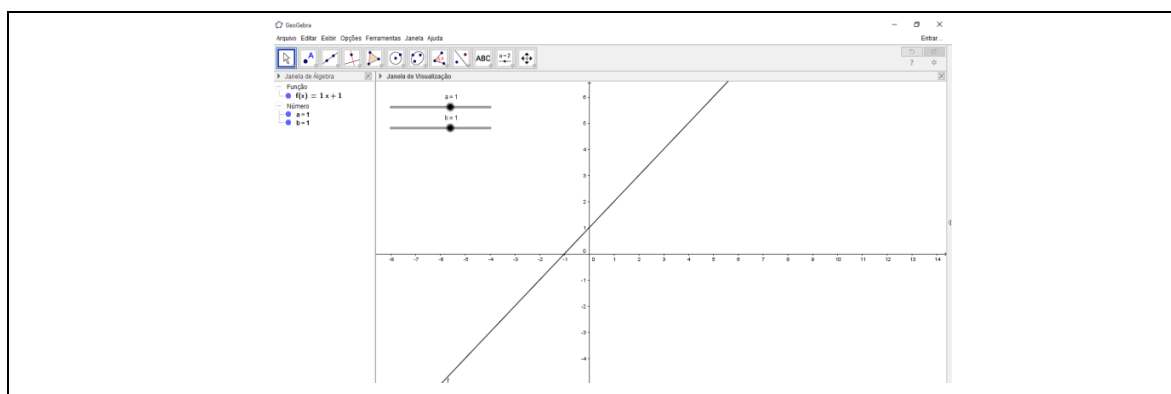 GeoGebra
Arquivo Editar Exibir Opções Ferramentas Janela Ajuda Entrar...
ABC a=2
Janela de Álgebra
Função
f(x) = 1 x + 1
Número
a = 1
b = 1
Janela de Visualização
a = 1
b = 1
6
5
4
3
2
1
0
-8 -7 -6 -5 -4 -3 -2 -1 0 1 2 3 4 5 6 7 8 9 10 11 12 13 14
-1
-2
-3
-4
f